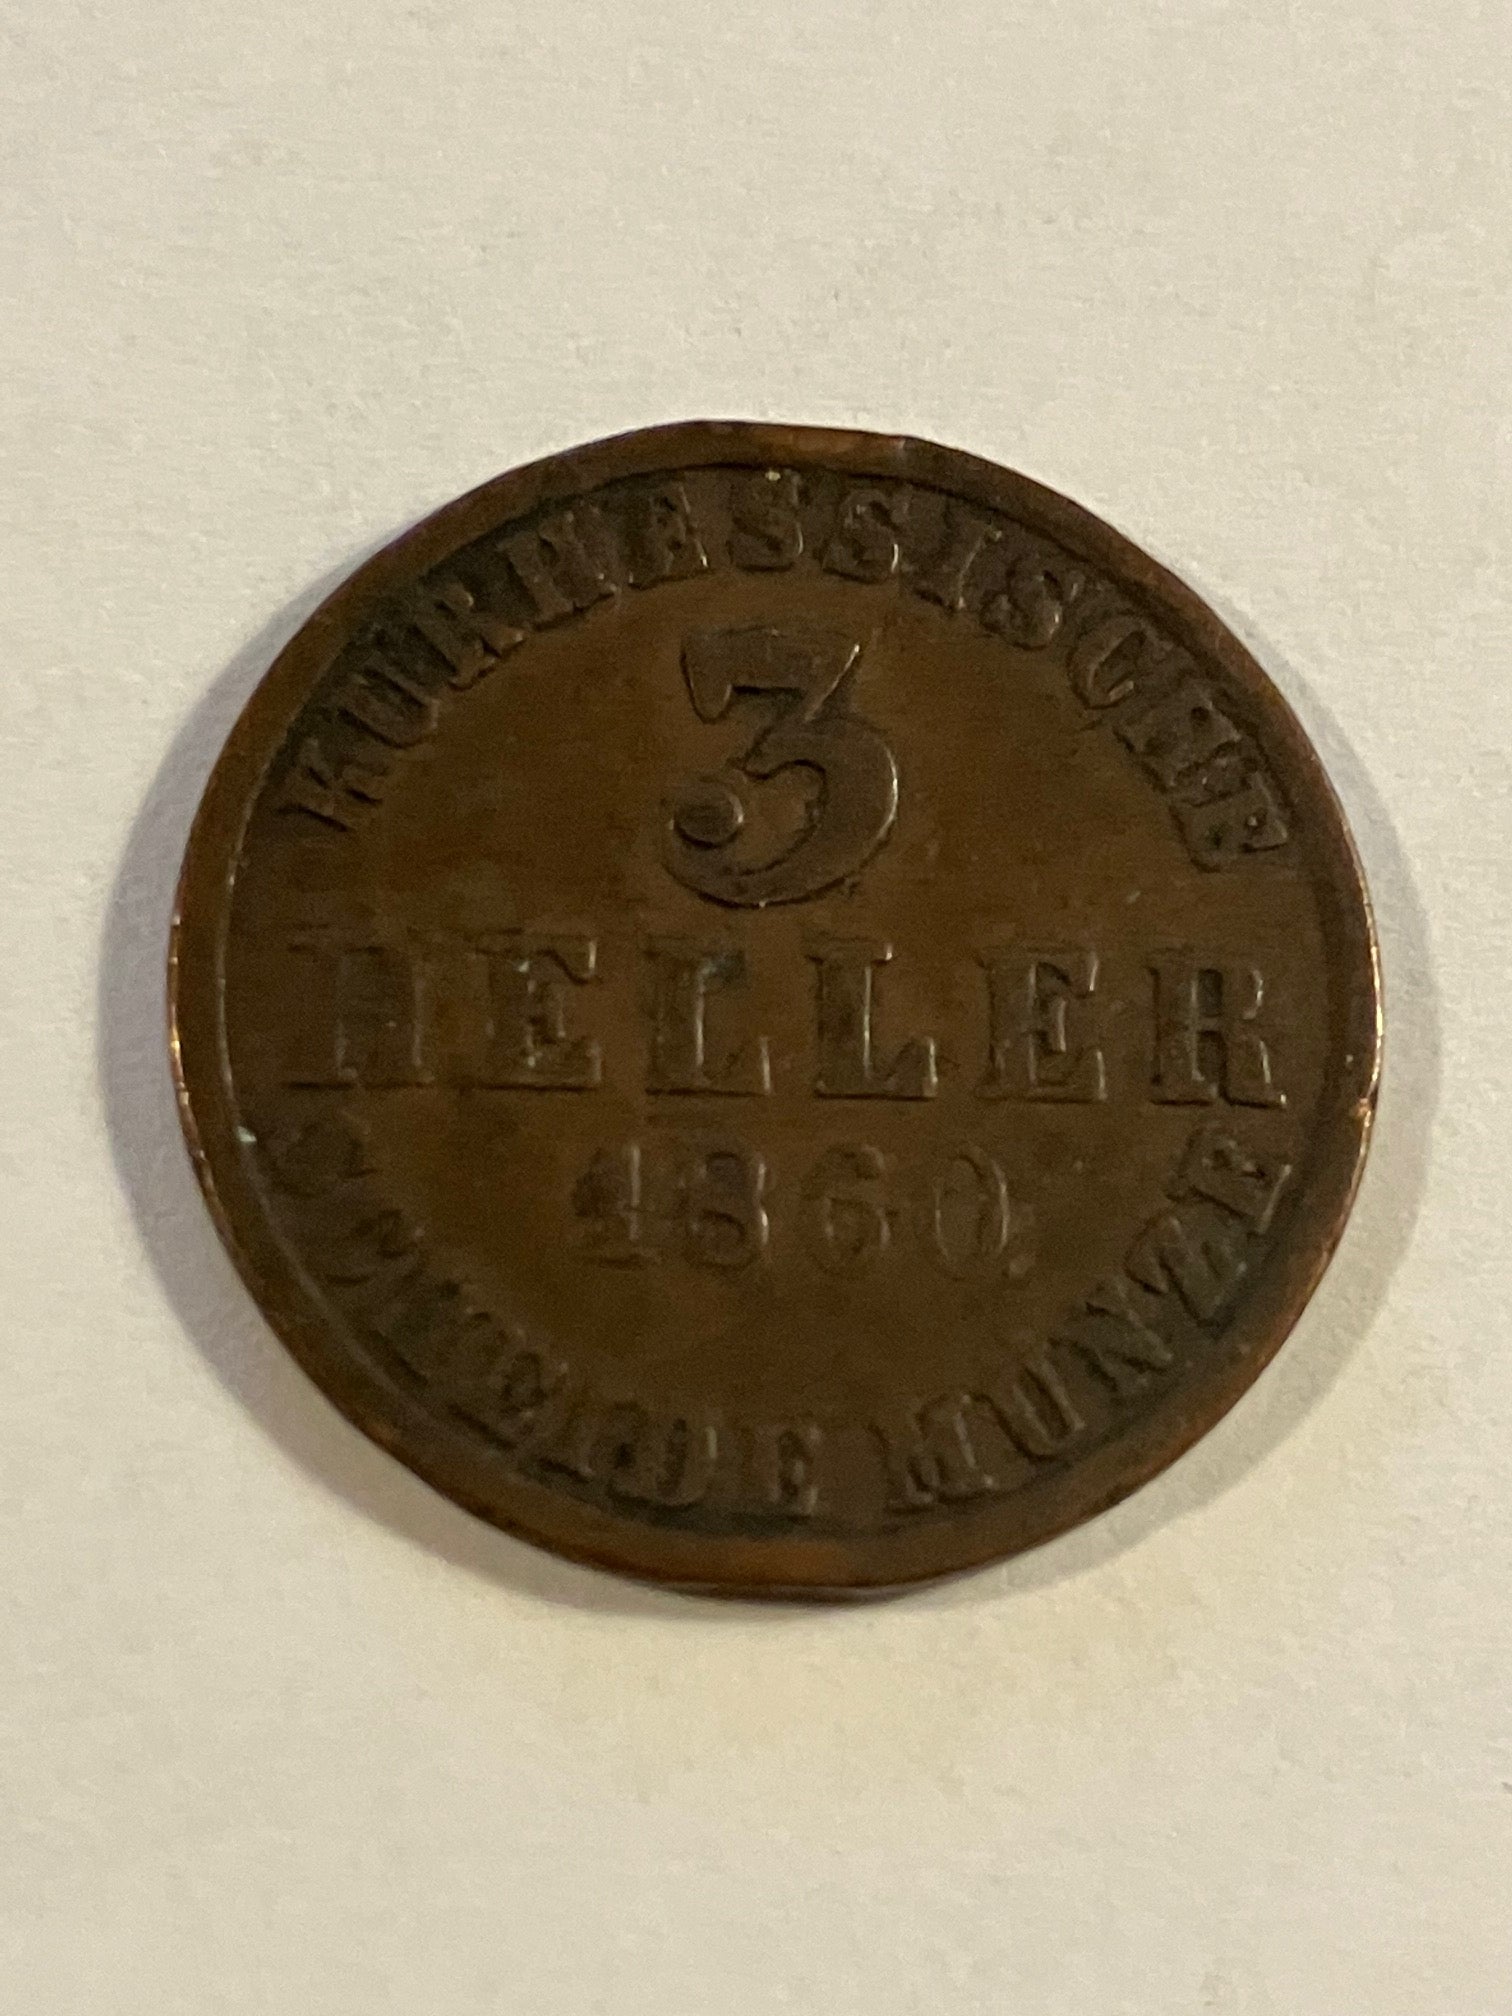 KURHESSISCHE
3
HELLER
1860
SCHEIDE MUNZE